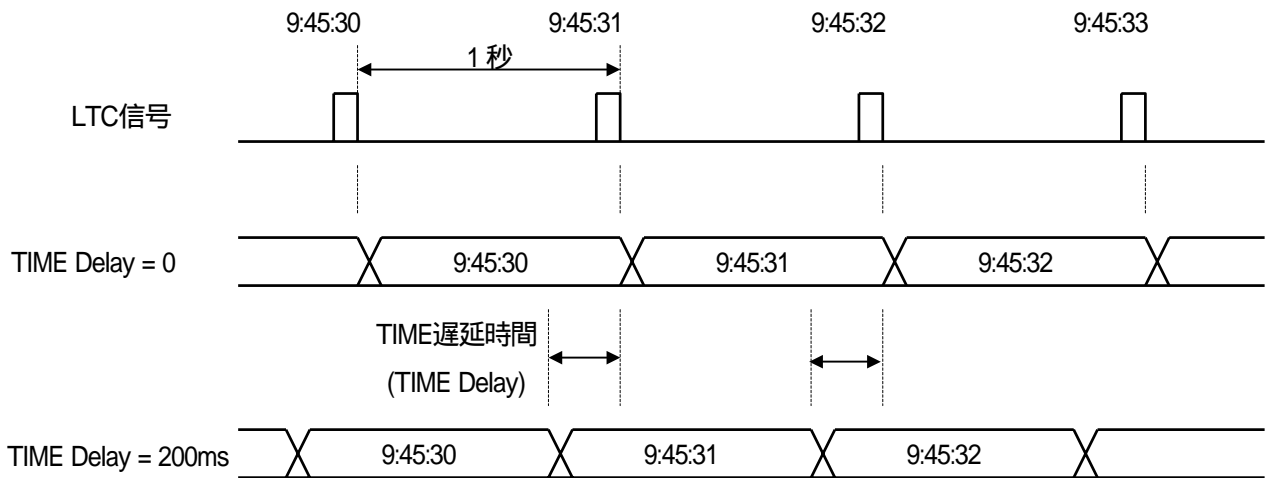 9:45:30 9:45:31 9:45:32 9:45:33
1 秒
LTC信号
TIME Delay = 0 9:45:30 9:45:31 9:45:32
TIME遅延時間
(TIME Delay)
TIME Delay = 200ms 9:45:30 9:45:31 9:45:32